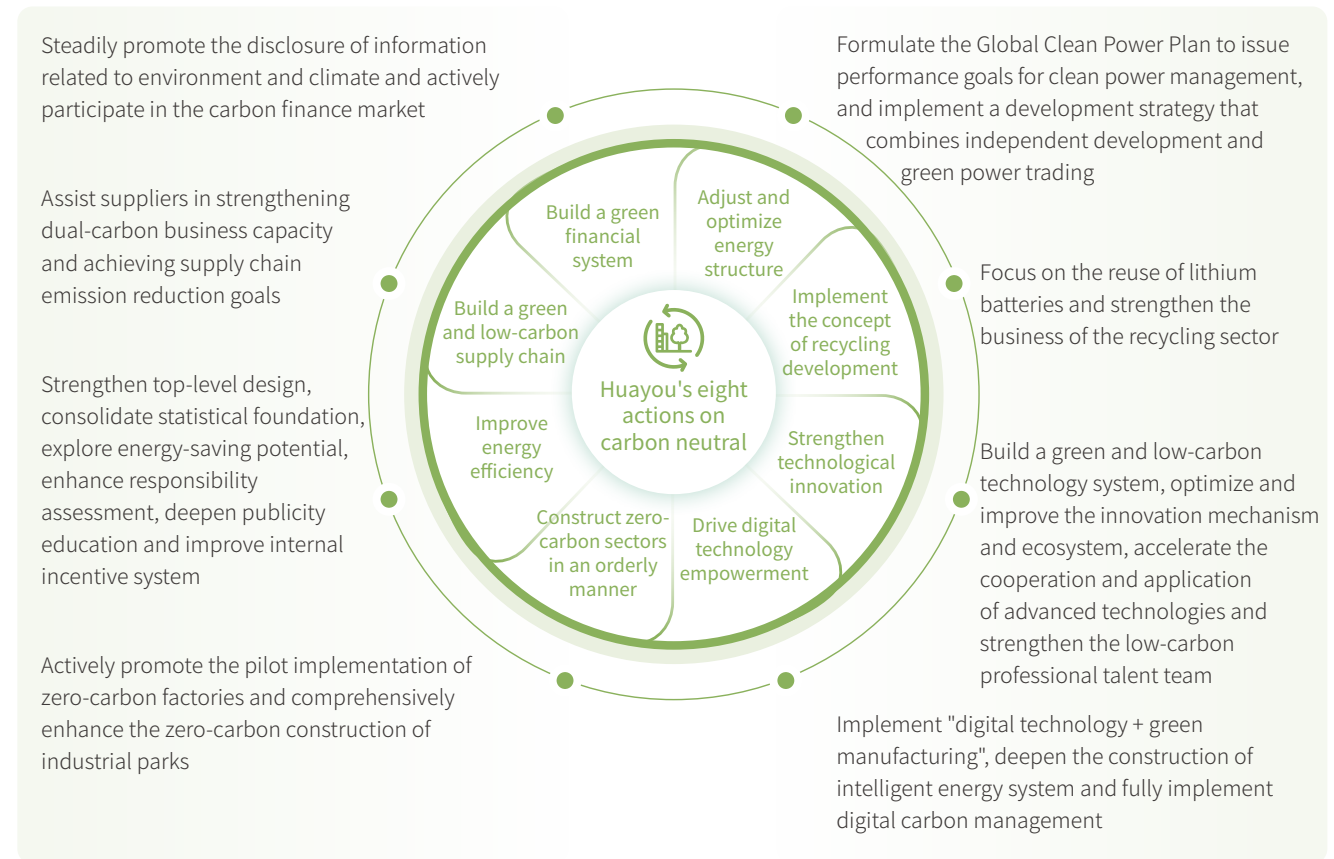 Steadily promote the disclosure of information
related to environment and climate and actively
participate in the carbon finance market
Formulate the Global Clean Power Plan to issue
performance goals for clean power management,
and implement a development strategy that
combines independent development and
green power trading
Assist suppliers in strengthening
dual-carbon business capacity
and achieving supply chain
emission reduction goals
Focus on the reuse of lithium
batteries and strengthen the
business of the recycling sector
Strengthen top-level design,
consolidate statistical foundation,
explore energy-saving potential,
enhance responsibility
assessment, deepen publicity
education and improve internal
incentive system
Build a green and low-carbon
technology system, optimize and
improve the innovation mechanism
and ecosystem, accelerate the
cooperation and application
of advanced technologies and
strengthen the low-carbon
professional talent team
Actively promote the pilot implementation of
zero-carbon factories and comprehensively
enhance the zero-carbon construction of
industrial parks
Implement "digital technology + green
manufacturing", deepen the construction of
intelligent energy system and fully implement
digital carbon management
Build a green
financial
system
Adjust and
optimize
energy
structure
Build a green
and low-carbon
supply chain
Implement
the concept
of recycling
development
Huayou's eight
actions on
carbon neutral
Improve
energy
efficiency
Strengthen
technological
innovation
Construct zero-
carbon sectors
in an orderly
manner
Drive digital
technology
empowerment